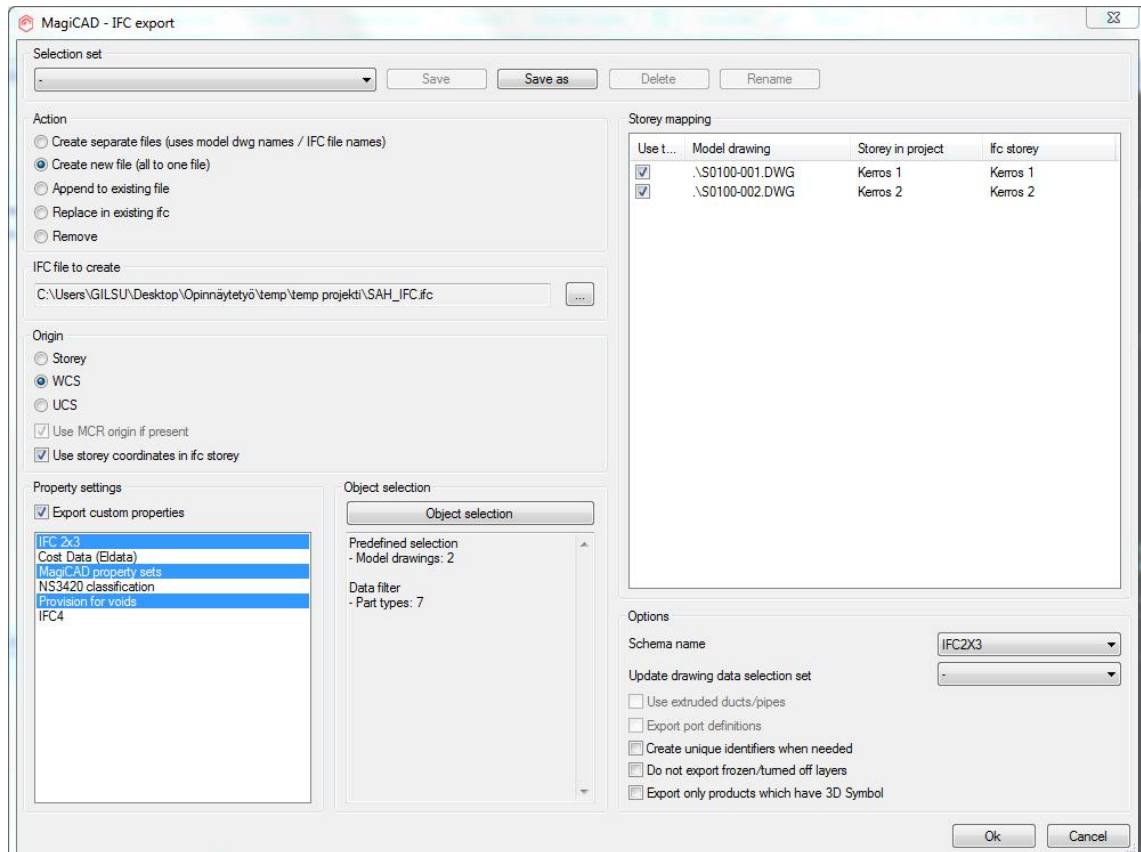 MagiCAD - IFC export
Selection set
-
Save
Save as
Delete
Rename
Action
Create separate files (uses model dwg names / IFC file names)
Create new file (all to one file)
Append to existing file
Replace in existing ifc
Remove
IFC file to create
C:\Users\GILSU\Desktop\Opinnäytetyö\temp\temp projekti\SAH_IFC.ifc
...
Origin
Storey
WCS
UCS
Use MCR origin if present
Use storey coordinates in ifc storey
Property settings
Export custom properties
IFC 2x3
Cost Data (Eldata)
MagiCAD property sets
NS3420 classification
Provision for voids
IFC4
Object selection
Object selection
Predefined selection
- Model drawings: 2
Data filter
- Part types: 7
Storey mapping
Use t... Model drawing Storey in project Ifc storey
.\S0100-001.DWG Kerros 1 Kerros 1
.\S0100-002.DWG Kerros 2 Kerros 2
Options
Schema name IFC2X3
Update drawing data selection set -
Use extruded ducts/pipes
Export port definitions
Create unique identifiers when needed
Do not export frozen/turned off layers
Export only products which have 3D Symbol
Ok
Cancel